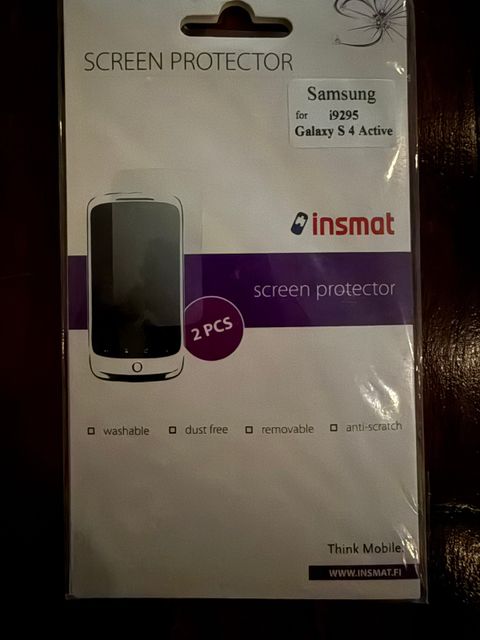 SCREEN PROTECTOR
Samsung
for i9295
Galaxy S 4 Active
insmat
screen protector
2 PCS
washable dust free removable anti-scratch
Think Mobile.
WWW.INSMAT.FI